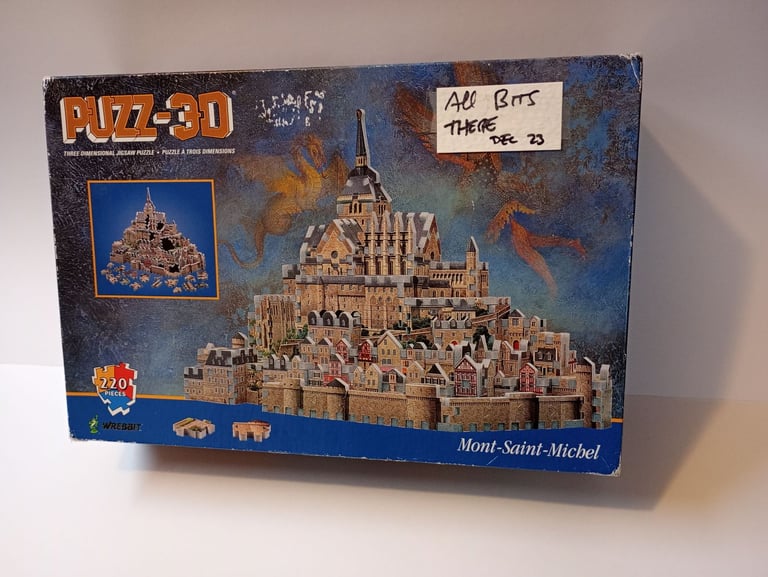 PUZZ-3D
THREE DIMENSIONAL JIGSAW PUZZLE • PUZZLE À TROIS DIMENSIONS
All BITS
THERE
DEC 23
220
PIECES
WREBBIT
Mont-Saint-Michel